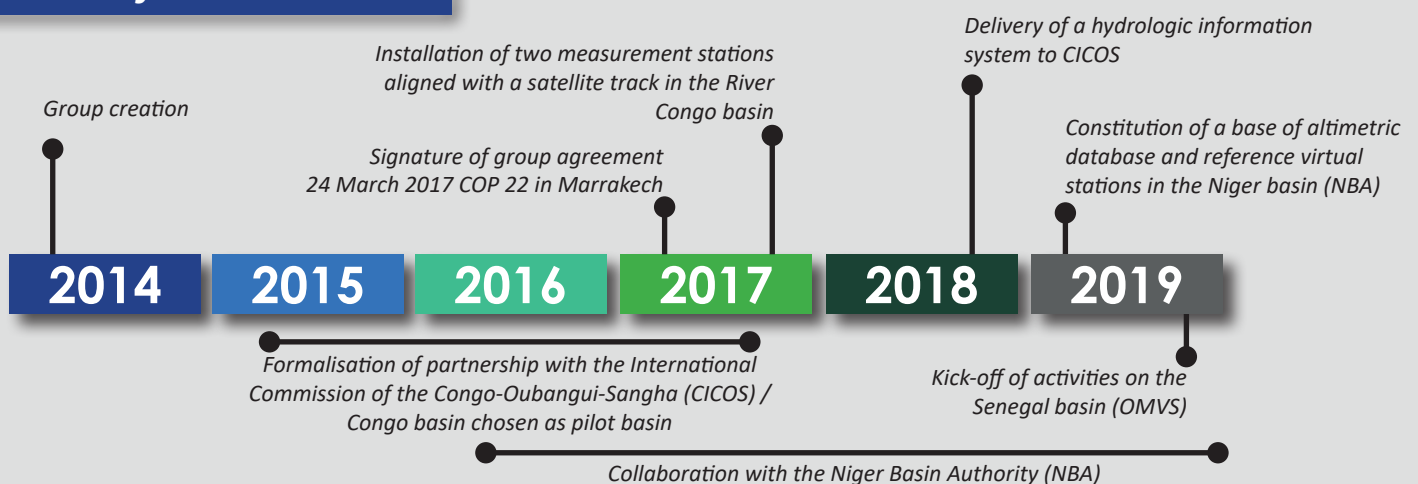 Group creation
Installation of two measurement stations
aligned with a satellite track in the River
Congo basin
Signature of group agreement
24 March 2017 COP 22 in Marrakech
Delivery of a hydrologic information
system to CICOS
Constitution of a base of altimetric
database and reference virtual
stations in the Niger basin (NBA)
2014
2015
2016
2017
2018
2019
Formalisation of partnership with the International
Commission of the Congo-Oubangui-Sangha (CICOS) /
Congo basin chosen as pilot basin
Kick-off of activities on the
Senegal basin (OMVS)
Collaboration with the Niger Basin Authority (NBA)